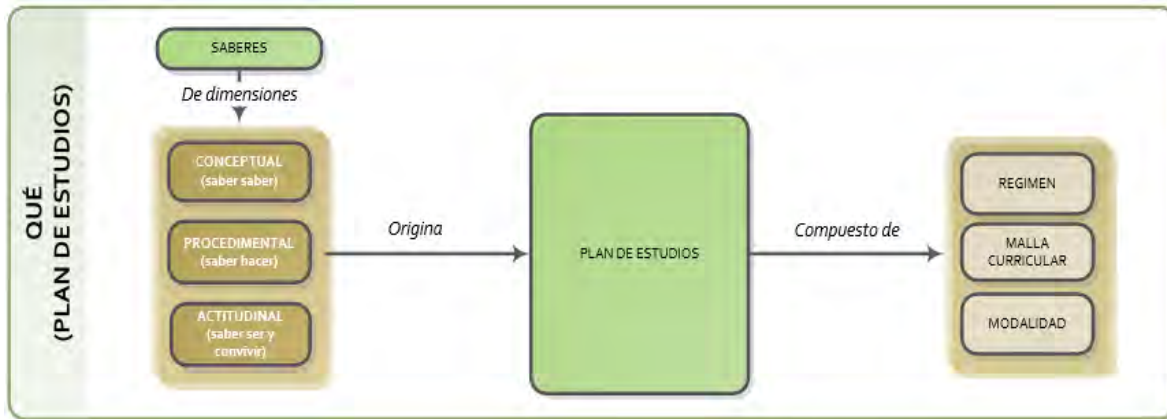 QUÉ
(PLAN DE ESTUDIOS)
SABERES
De dimensiones
CONCEPTUAL
(saber saber)
PROCEDIMENTAL
(saber hacer)
ACTITUDINAL
(saber ser y
convivir)
Origina
PLAN DE ESTUDIOS
Compuesto de
REGIMEN
MALLA
CURRICULAR
MODALIDAD